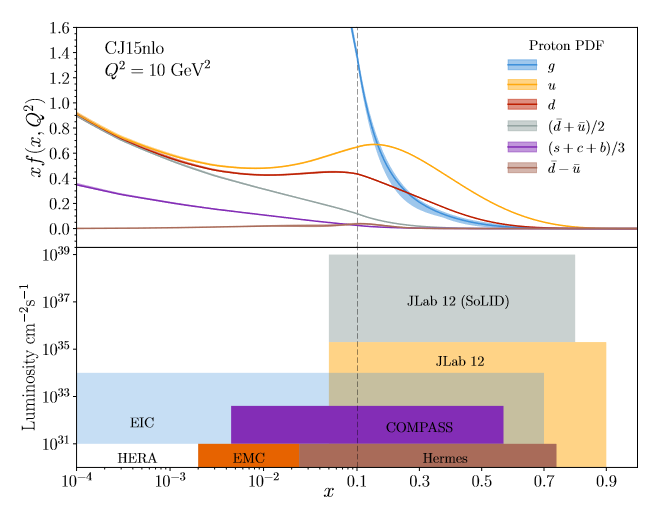 1.6
1.4
1.2
1.0
0.8
0.6
0.4
0.2
0.0
xf(x, Q²)
CJ15nlo
Q² = 10 GeV²
Proton PDF
g
u
d
(d̄ + ū)/2
(s + c + b)/3
d̄ − ū
10³⁹
10³⁷
10³⁵
10³³
10³¹
Luminosity cm⁻²s⁻¹
JLab 12 (SoLID)
JLab 12
EIC
COMPASS
HERA
EMC
Hermes
10⁻⁴
10⁻³
10⁻²
0.1
0.3
0.5
0.7
0.9
x